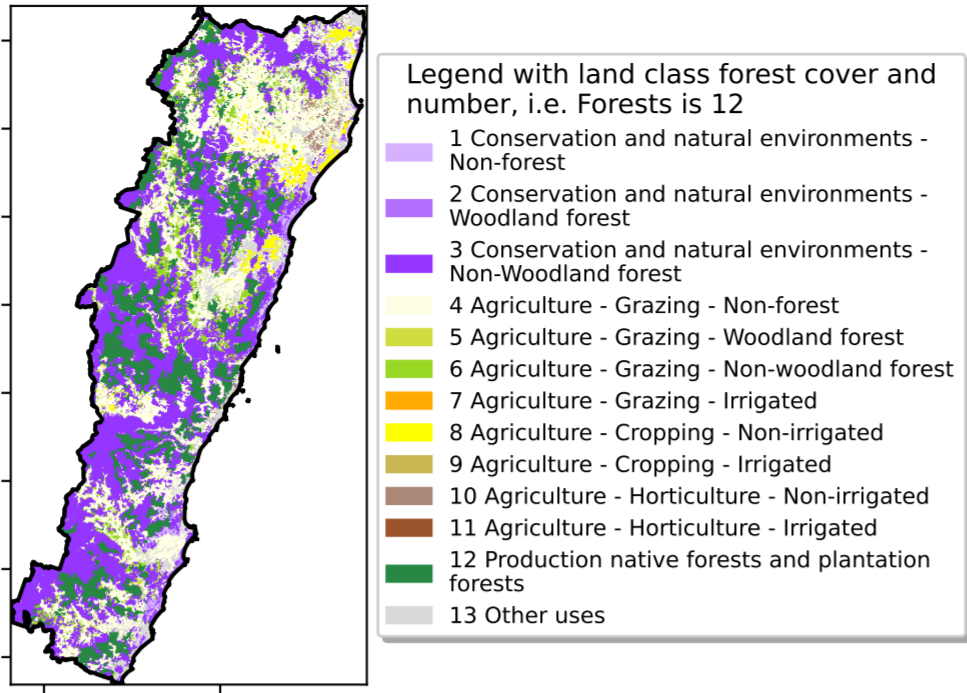 Legend with land class forest cover and
number, i.e. Forests is 12
1 Conservation and natural environments -
Non-forest
2 Conservation and natural environments -
Woodland forest
3 Conservation and natural environments -
Non-Woodland forest
4 Agriculture - Grazing - Non-forest
5 Agriculture - Grazing - Woodland forest
6 Agriculture - Grazing - Non-woodland forest
7 Agriculture - Grazing - Irrigated
8 Agriculture - Cropping - Non-irrigated
9 Agriculture - Cropping - Irrigated
10 Agriculture - Horticulture - Non-irrigated
11 Agriculture - Horticulture - Irrigated
12 Production native forests and plantation
forests
13 Other uses